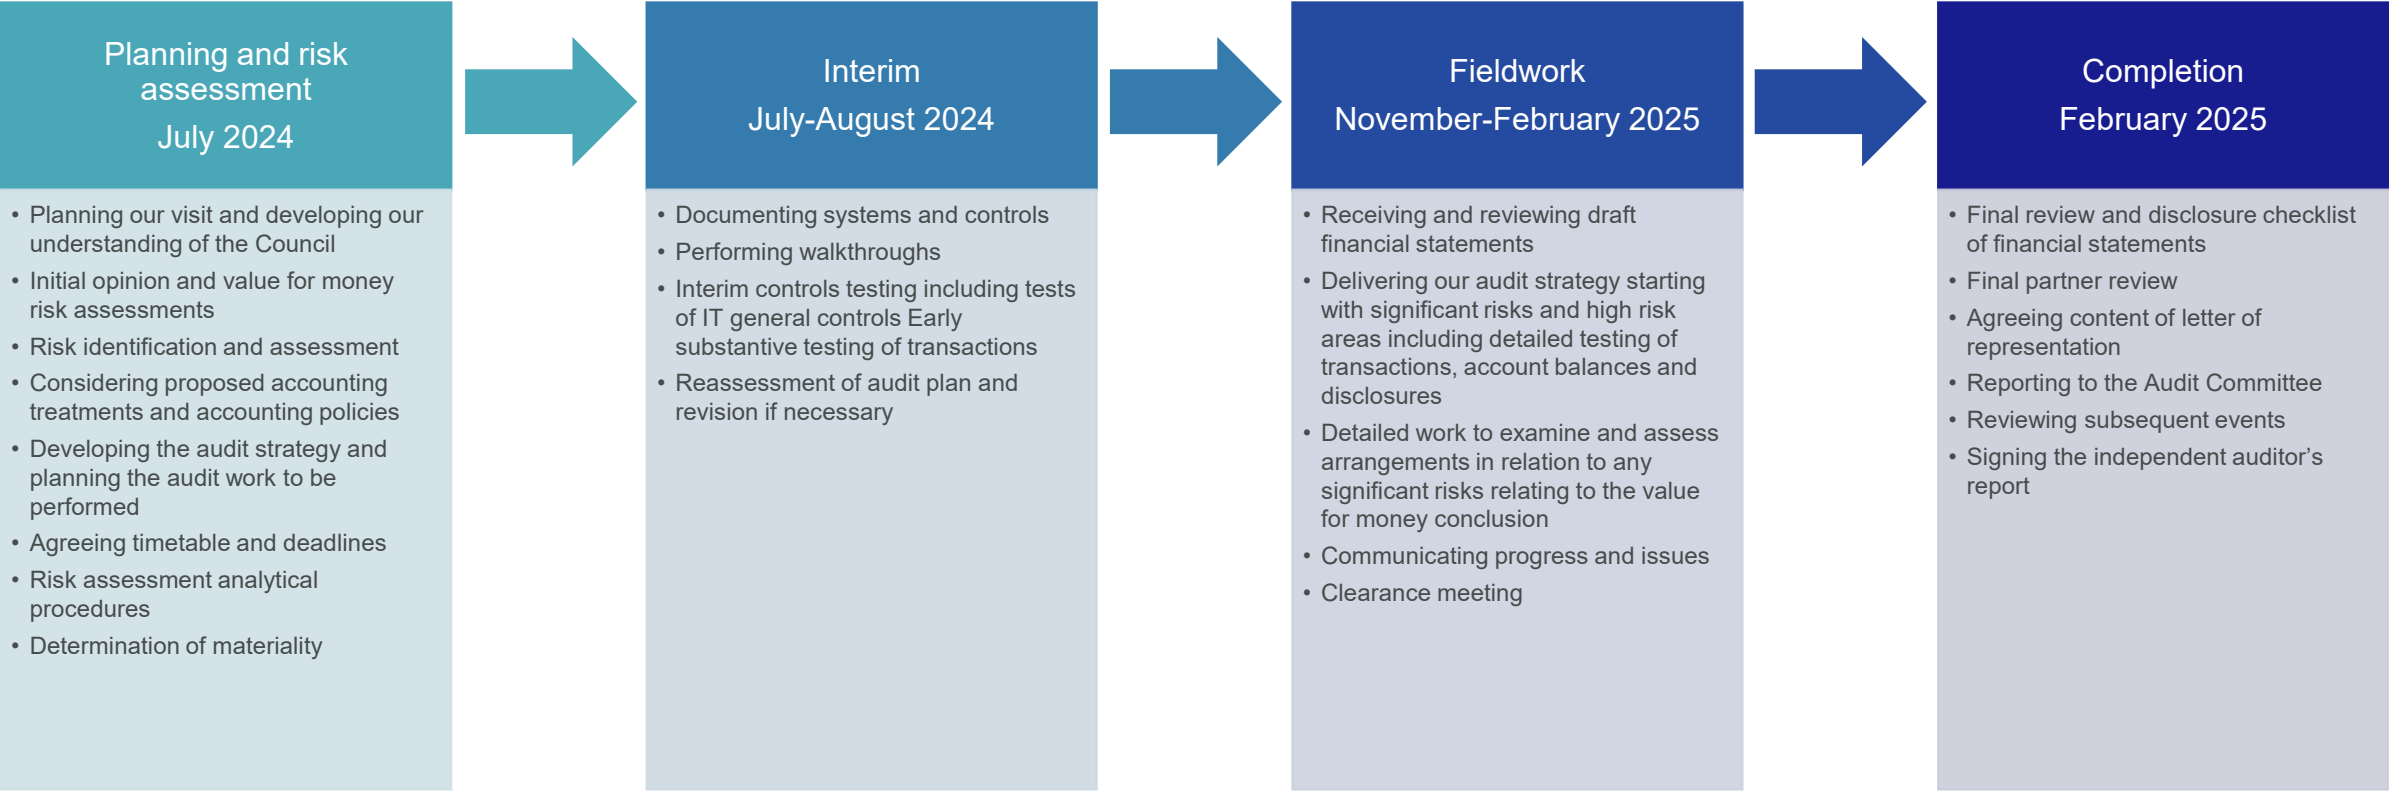 Planning and risk
assessment
July 2024
• Planning our visit and developing our
understanding of the Council
• Initial opinion and value for money
risk assessments
• Risk identification and assessment
• Considering proposed accounting
treatments and accounting policies
• Developing the audit strategy and
planning the audit work to be
performed
• Agreeing timetable and deadlines
• Risk assessment analytical
procedures
• Determination of materiality
Interim
July-August 2024
• Documenting systems and controls
• Performing walkthroughs
• Interim controls testing including tests
of IT general controls Early
substantive testing of transactions
• Reassessment of audit plan and
revision if necessary
Fieldwork
November-February 2025
• Receiving and reviewing draft
financial statements
• Delivering our audit strategy starting
with significant risks and high risk
areas including detailed testing of
transactions, account balances and
disclosures
• Detailed work to examine and assess
arrangements in relation to any
significant risks relating to the value
for money conclusion
• Communicating progress and issues
• Clearance meeting
Completion
February 2025
• Final review and disclosure checklist
of financial statements
• Final partner review
• Agreeing content of letter of
representation
• Reporting to the Audit Committee
• Reviewing subsequent events
• Signing the independent auditor’s
report